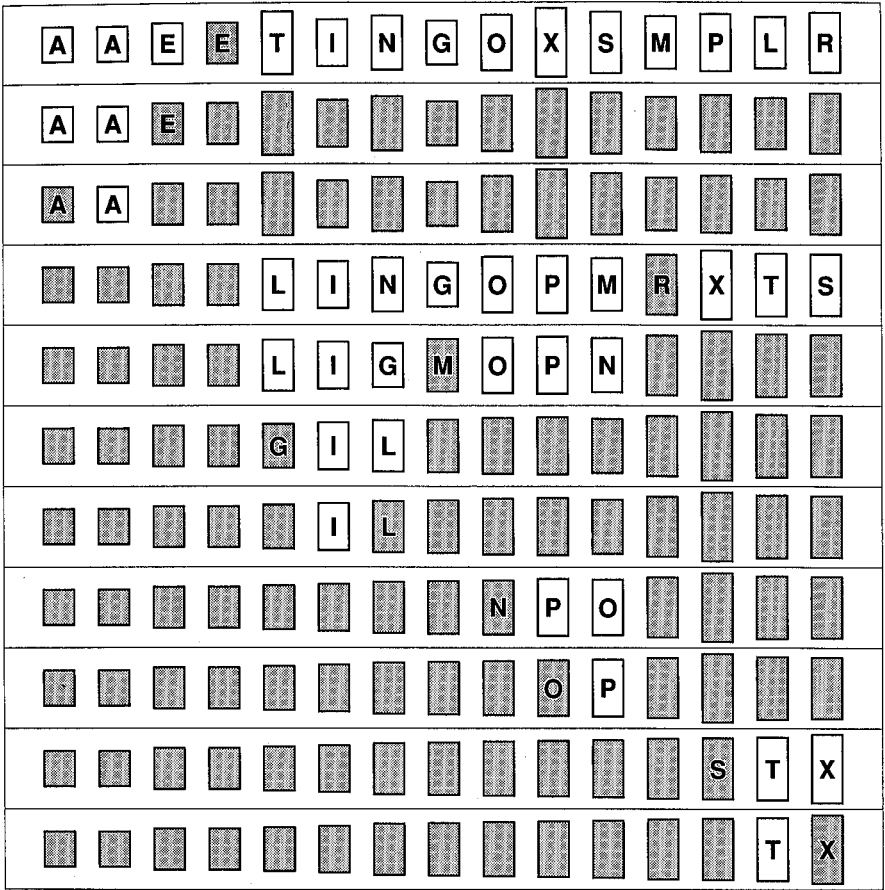 A A E E T I N G O X S M P L R
A A E
A A
L I N G O P M R X T S
L I G M O P N
G I L
I L
N P O
O P
S T X
T X